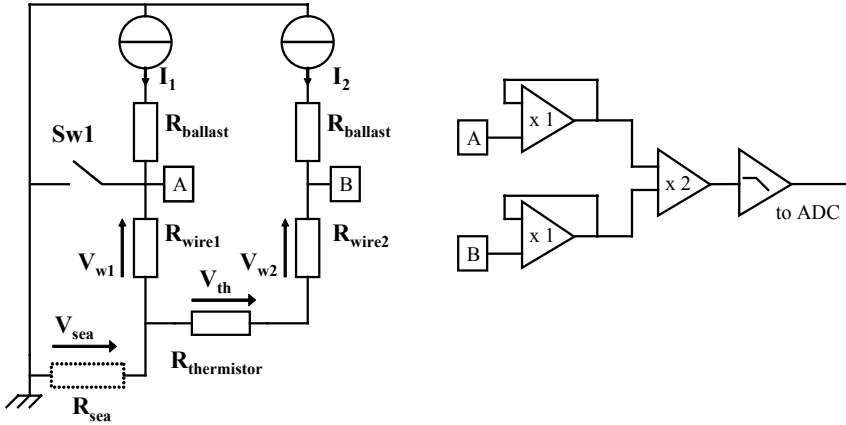 I1
I2
Rballast
Rballast
Sw1
A
B
Rwire1
Rwire2
Vw1
Vw2
Vth
Vsea
Rthermistor
Rsea
A
x 1
x 2
to ADC
B
x 1